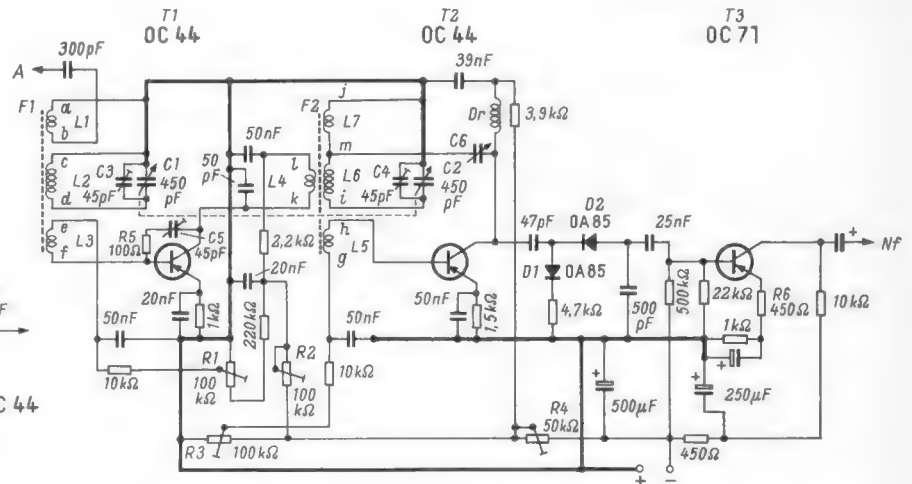 T1
OC 44
T2
OC 44
T3
OC 71
300pF
A
F1
a
b
L1
c
d
L2
C3
45pF
C1
450
pF
e
f
L3
R5
100Ω
C5
45pF
20nF
1kΩ
50nF
10kΩ
50nF
50
pF
L4
l
k
2,2kΩ
20nF
220kΩ
R1
100
kΩ
R2
100
kΩ
R3
100kΩ
F2
j
L7
m
L6
i
C4
45pF
C2
450
pF
h
g
L5
50nF
10kΩ
50nF
1,5kΩ
39nF
Dr
C6
3,9kΩ
47pF
D2
OA85
D1
OA85
4,7kΩ
500
pF
25nF
500kΩ
22kΩ
R6
450Ω
1kΩ
10kΩ
+
Nf
R4
50kΩ
+
500µF
+
+
250µF
450Ω
+
−
C 44